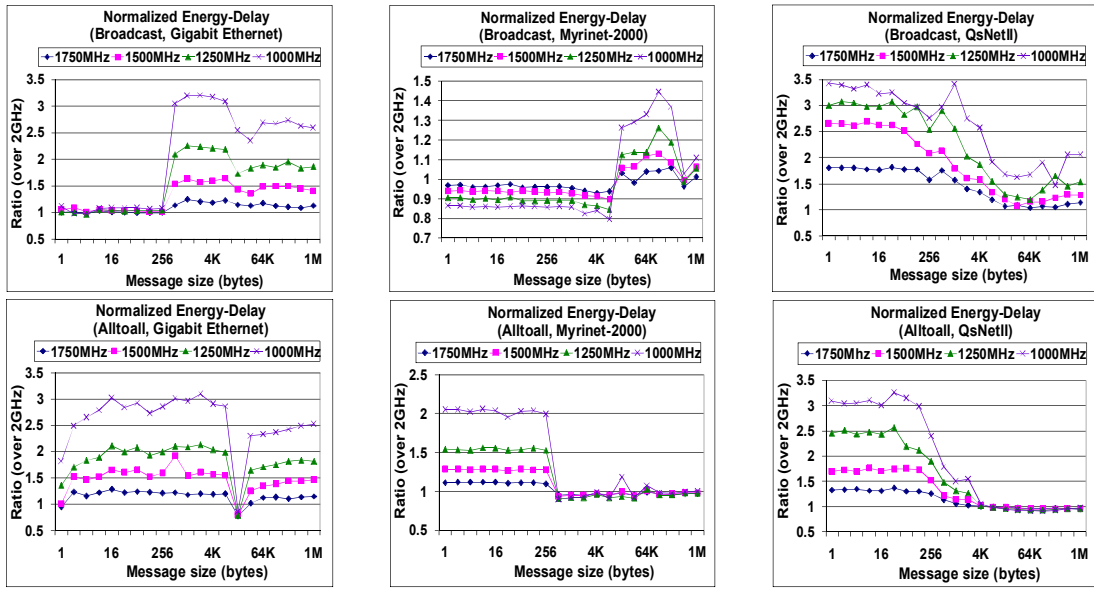 Normalized Energy-Delay
(Broadcast, Gigabit Ethernet)
1750MHz 1500MHz 1250MHz 1000MHz
Ratio (over 2GHz)
3.5
3
2.5
2
1.5
1
0.5
1 16 256 4K 64K 1M
Message size (bytes)
Normalized Energy-Delay
(Broadcast, Myrinet-2000)
1750MHz 1500MHz 1250MHz 1000MHz
Ratio (over 2GHz)
1.5
1.4
1.3
1.2
1.1
1.0
0.9
0.8
0.7
1 16 256 4K 64K 1M
Message size (bytes)
Normalized Energy-Delay
(Broadcast, QsNetII)
1750MHz 1500MHz 1250MHz 1000MHz
Ratio (over 2GHz)
3.5
3
2.5
2
1.5
1
0.5
1 16 256 4K 64K 1M
Message size (bytes)
Normalized Energy-Delay
(Alltoall, Gigabit Ethernet)
1750MHz 1500MHz 1250MHz 1000MHz
Ratio (over 2GHz)
3.5
3
2.5
2
1.5
1
0.5
1 16 256 4K 64K 1M
Message size (bytes)
Normalized Energy-Delay
(Alltoall, Myrinet-2000)
1750MHz 1500MHz 1250MHz 1000MHz
Ratio (over 2GHz)
2.5
2
1.5
1
0.5
1 16 256 4K 64K 1M
Message size (bytes)
Normalized Energy-Delay
(Alltoall, QsNetII)
1750Mhz 1500MHz 1250MHz 1000MHz
Ratio (over 2GHz)
3.5
3
2.5
2
1.5
1
0.5
1 16 256 4K 64K 1M
Message size (bytes)